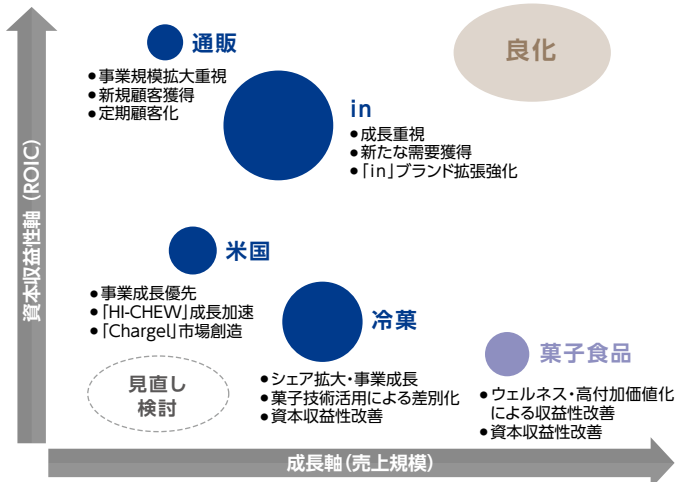 通販
●事業規模拡大重視
●新規顧客獲得
●定期顧客化
良化
in
●成長重視
●新たな需要獲得
●「in」ブランド拡張強化
資本収益性軸（ROIC）
米国
●事業成長優先
●「HI-CHEW」成長加速
●「Chargel」市場創造
冷菓
●シェア拡大・事業成長
●菓子技術活用による差別化
●資本収益性改善
菓子食品
●ウェルネス・高付加価値化
による収益性改善
●資本収益性改善
見直し
検討
成長軸（売上規模）